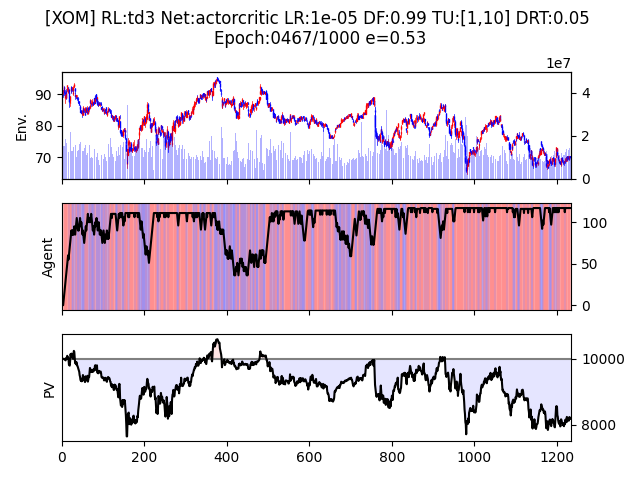 [XOM] RL:td3 Net:actorcritic LR:1e-05 DF:0.99 TU:[1,10] DRT:0.05
Epoch:0467/1000 e=0.53
1e7
Env.
90
80
70
4
2
0
Agent
100
50
0
PV
10000
8000
0 200 400 600 800 1000 1200